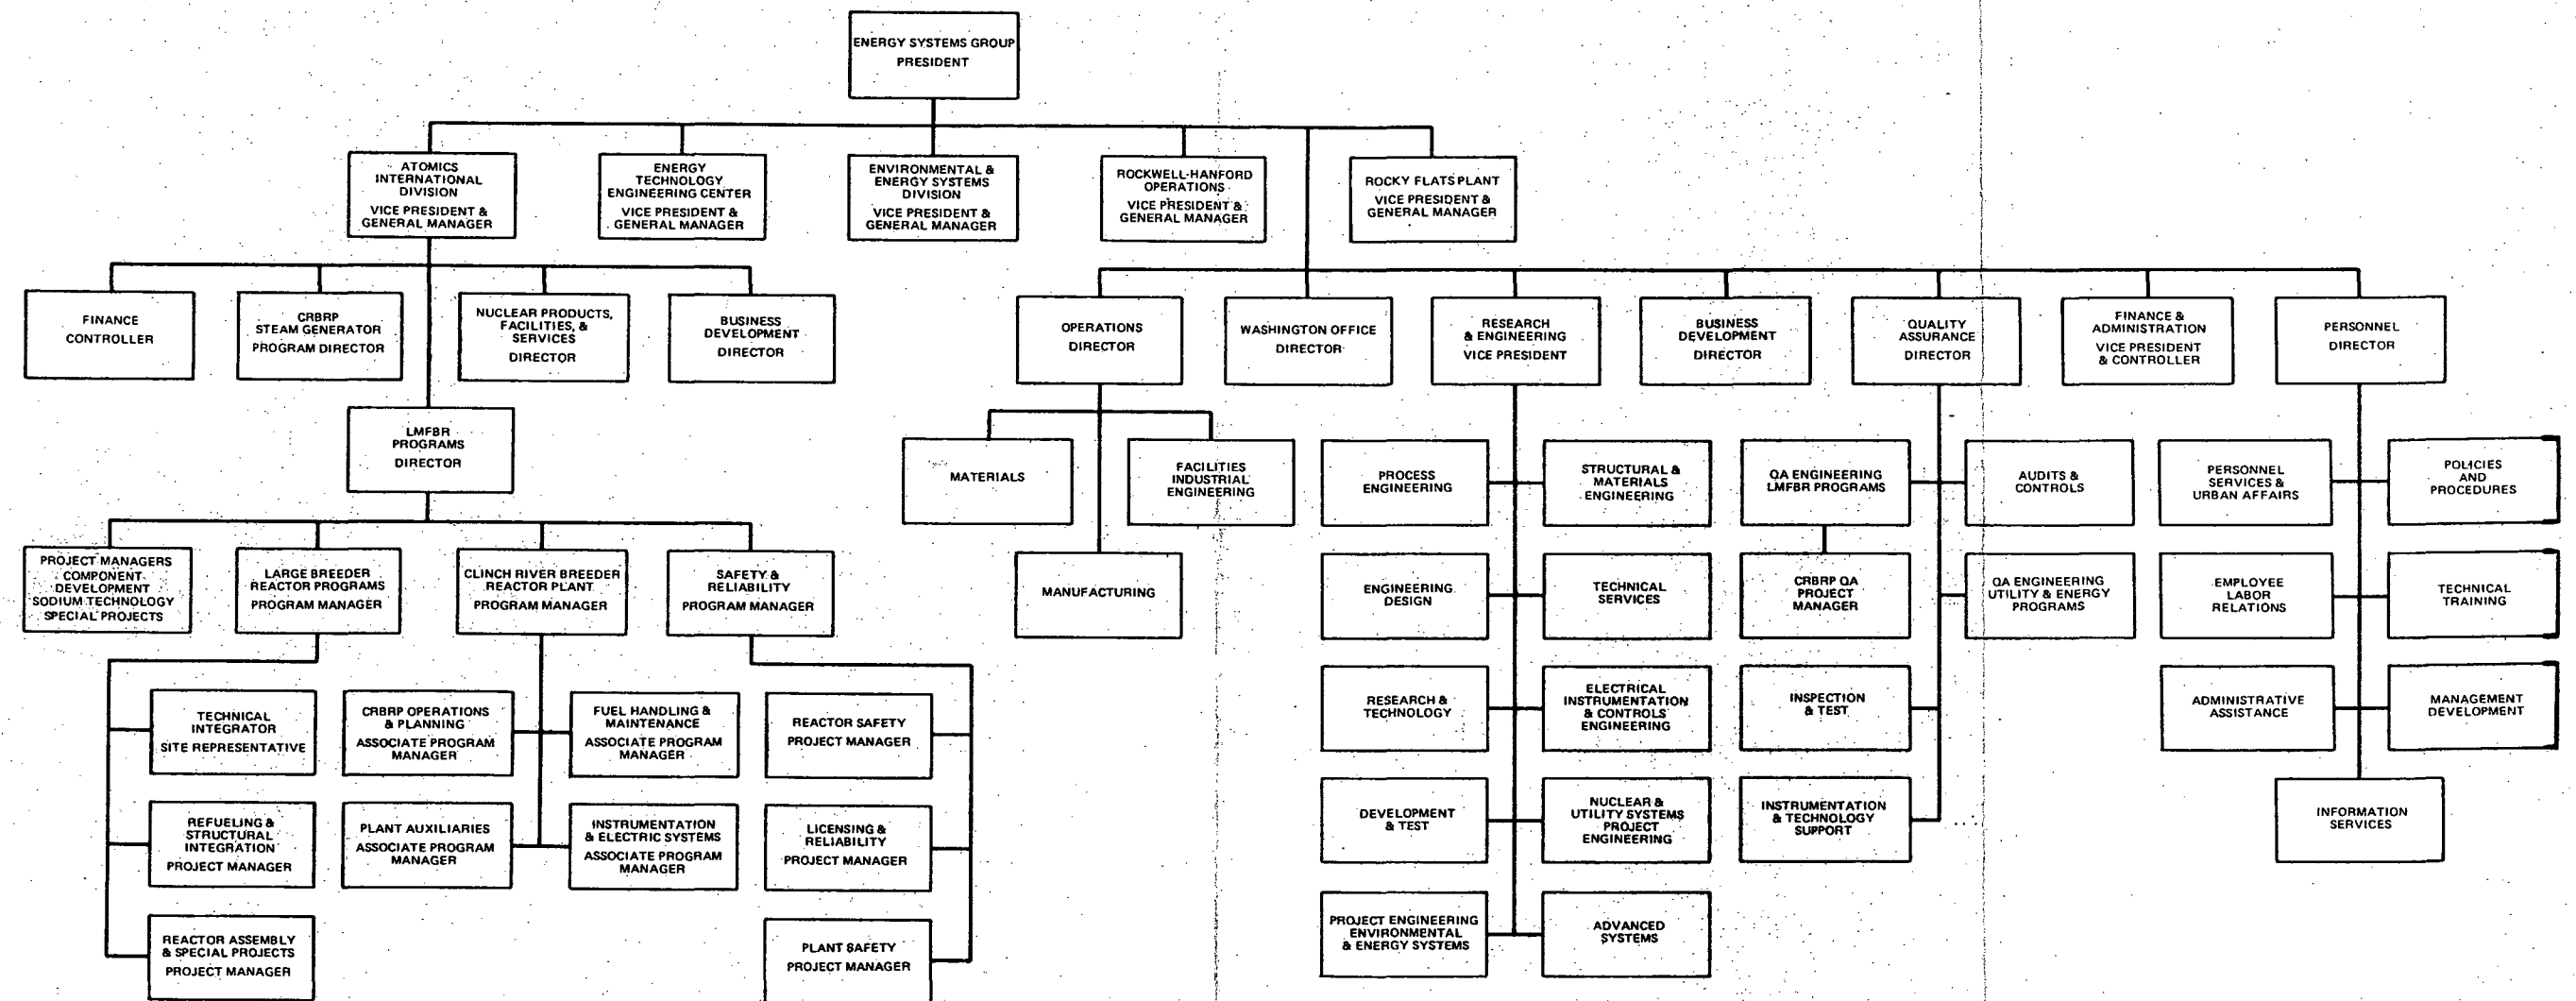 ENERGY SYSTEMS GROUP
PRESIDENT
ATOMICS
INTERNATIONAL
DIVISION
VICE PRESIDENT &
GENERAL MANAGER
ENERGY
TECHNOLOGY
ENGINEERING CENTER
VICE PRESIDENT &
GENERAL MANAGER
ENVIRONMENTAL &
ENERGY SYSTEMS
DIVISION
VICE PRESIDENT &
GENERAL MANAGER
ROCKWELL-HANFORD
OPERATIONS
VICE PRESIDENT &
GENERAL MANAGER
ROCKY FLATS PLANT
VICE PRESIDENT &
GENERAL MANAGER
FINANCE
CONTROLLER
CRBRP
STEAM GENERATOR
PROGRAM DIRECTOR
NUCLEAR PRODUCTS,
FACILITIES, &
SERVICES
DIRECTOR
BUSINESS
DEVELOPMENT
DIRECTOR
OPERATIONS
DIRECTOR
WASHINGTON OFFICE
DIRECTOR
RESEARCH
& ENGINEERING
VICE PRESIDENT
BUSINESS
DEVELOPMENT
DIRECTOR
QUALITY
ASSURANCE
DIRECTOR
FINANCE &
ADMINISTRATION
VICE PRESIDENT
& CONTROLLER
PERSONNEL
DIRECTOR
LMFBR
PROGRAMS
DIRECTOR
MATERIALS
FACILITIES
INDUSTRIAL
ENGINEERING
PROCESS
ENGINEERING
STRUCTURAL &
MATERIALS
ENGINEERING
QA ENGINEERING
LMFBR PROGRAMS
AUDITS &
CONTROLS
PERSONNEL
SERVICES &
URBAN AFFAIRS
POLICIES
AND
PROCEDURES
PROJECT MANAGERS
COMPONENT
DEVELOPMENT
SODIUM TECHNOLOGY
SPECIAL PROJECTS
LARGE BREEDER
REACTOR PROGRAMS
PROGRAM MANAGER
CLINCH RIVER BREEDER
REACTOR PLANT
PROGRAM MANAGER
SAFETY &
RELIABILITY
PROGRAM MANAGER
MANUFACTURING
ENGINEERING
DESIGN
TECHNICAL
SERVICES
CRBRP QA
PROJECT
MANAGER
QA ENGINEERING
UTILITY & ENERGY
PROGRAMS
EMPLOYEE
LABOR
RELATIONS
TECHNICAL
TRAINING
TECHNICAL
INTEGRATOR
SITE REPRESENTATIVE
CRBRP OPERATIONS
& PLANNING
ASSOCIATE PROGRAM
MANAGER
FUEL HANDLING &
MAINTENANCE
ASSOCIATE PROGRAM
MANAGER
REACTOR SAFETY
PROJECT MANAGER
RESEARCH &
TECHNOLOGY
ELECTRICAL
INSTRUMENTATION
& CONTROLS
ENGINEERING
INSPECTION
& TEST
ADMINISTRATIVE
ASSISTANCE
MANAGEMENT
DEVELOPMENT
REFUELING &
STRUCTURAL
INTEGRATION
PROJECT MANAGER
PLANT AUXILIARIES
ASSOCIATE PROGRAM
MANAGER
INSTRUMENTATION
& ELECTRIC SYSTEMS
ASSOCIATE PROGRAM
MANAGER
LICENSING &
RELIABILITY
PROJECT MANAGER
DEVELOPMENT
& TEST
NUCLEAR &
UTILITY SYSTEMS
PROJECT
ENGINEERING
INSTRUMENTATION
& TECHNOLOGY
SUPPORT
INFORMATION
SERVICES
REACTOR ASSEMBLY
& SPECIAL PROJECTS
PROJECT MANAGER
PLANT SAFETY
PROJECT MANAGER
PROJECT ENGINEERING
ENVIRONMENTAL
& ENERGY SYSTEMS
ADVANCED
SYSTEMS